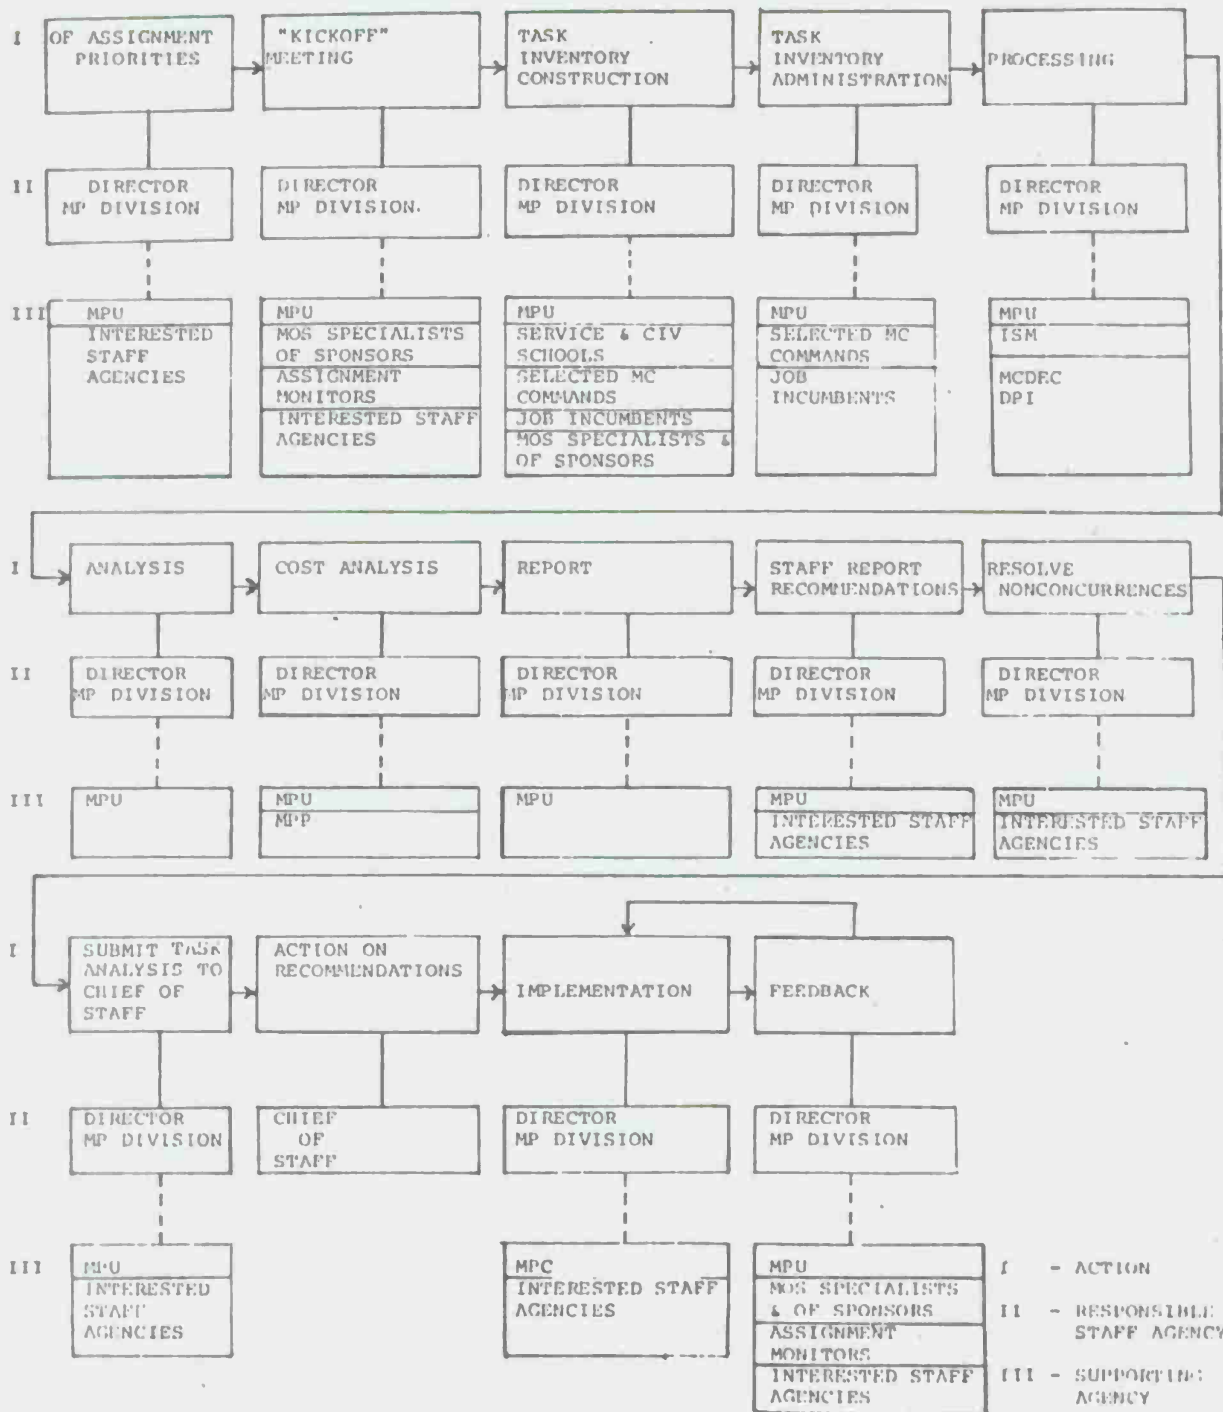 I
OF ASSIGNMENT
PRIORITIES
"KICKOFF"
MEETING
TASK
INVENTORY
CONSTRUCTION
TASK
INVENTORY
ADMINISTRATION
PROCESSING
II
DIRECTOR
MP DIVISION
DIRECTOR
MP DIVISION.
DIRECTOR
MP DIVISION
DIRECTOR
MP DIVISION
DIRECTOR
MP DIVISION
III
MPU
INTERESTED
STAFF
AGENCIES
MPU
MOS SPECIALISTS
OF SPONSORS
ASSIGNMENT
MONITORS
INTERESTED STAFF
AGENCIES
MPU
SERVICE & CIV
SCHOOLS
SELECTED MC
COMMANDS
JOB INCUMBENTS
MOS SPECIALISTS &
OF SPONSORS
MPU
SELECTED MC
COMMANDS
JOB
INCUMBENTS
MPU
ISM
MCDEC
DPI
I
ANALYSIS
COST ANALYSIS
REPORT
STAFF REPORT
RECOMMENDATIONS
RESOLVE
NONCONCURRENCES
II
DIRECTOR
MP DIVISION
DIRECTOR
MP DIVISION
DIRECTOR
MP DIVISION
DIRECTOR
MP DIVISION
DIRECTOR
MP DIVISION
III
MPU
MPU
MPP
MPU
MPU
INTERESTED STAFF
AGENCIES
MPU
INTERESTED STAFF
AGENCIES
I
SUBMIT TASK
ANALYSIS TO
CHIEF OF
STAFF
ACTION ON
RECOMMENDATIONS
IMPLEMENTATION
FEEDBACK
II
DIRECTOR
MP DIVISION
CHIEF
OF
STAFF
DIRECTOR
MP DIVISION
DIRECTOR
MP DIVISION
III
MPU
INTERESTED
STAFF
AGENCIES
MPC
INTERESTED STAFF
AGENCIES
MPU
MOS SPECIALISTS
& OF SPONSORS
ASSIGNMENT
MONITORS
INTERESTED STAFF
AGENCIES
I - ACTION
II - RESPONSIBLE
STAFF AGENCY
III - SUPPORTING
AGENCY